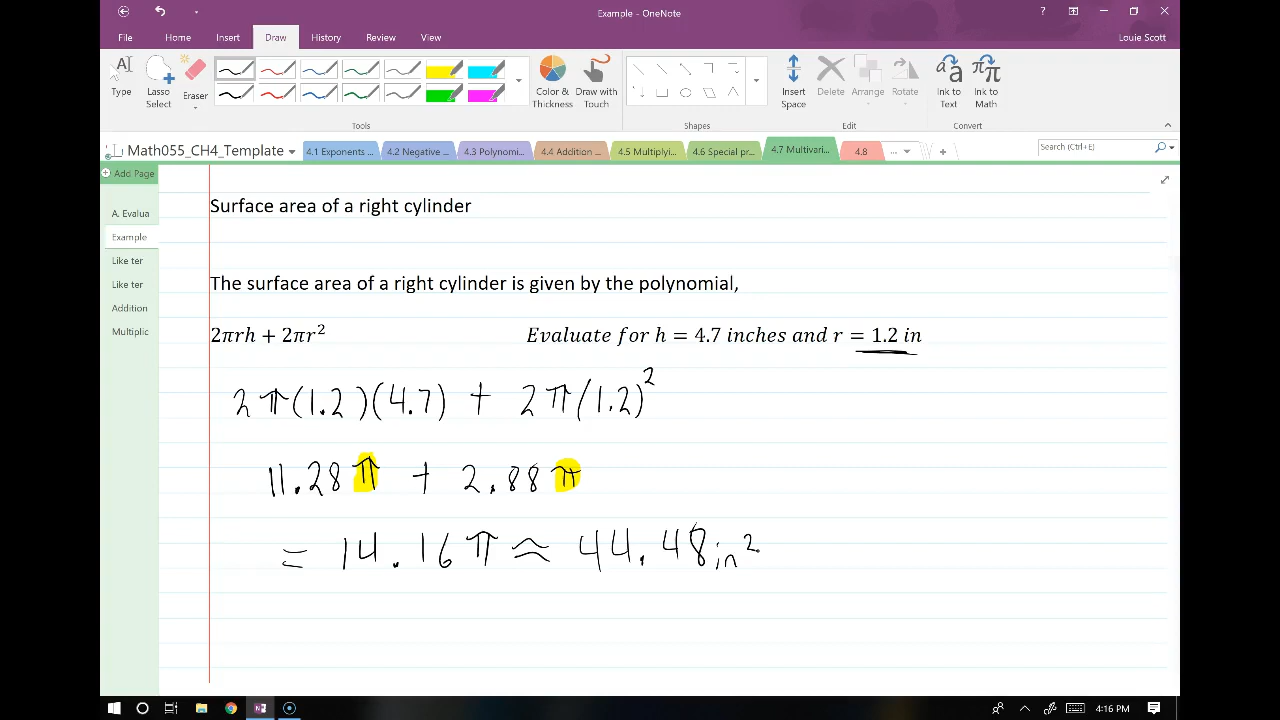 Example - OneNote
?
File Home Insert Draw History Review View Louie Scott
Type Lasso Select Eraser Color & Thickness Draw with Touch Insert Space Delete Arrange Rotate Ink to Text Ink to Math
Tools Shapes Edit Convert
Math055_CH4_Template 4.1 Exponents ... 4.2 Negative ... 4.3 Polynomi... 4.4 Addition ... 4.5 Multiplyi... 4.6 Special pr... 4.7 Multivari... 4.8 ... Search (Ctrl+E)
Add Page
A. Evalua
Example
Like ter
Like ter
Addition
Multiplic
Surface area of a right cylinder
The surface area of a right cylinder is given by the polynomial,
2πrh + 2πr² Evaluate for h = 4.7 inches and r = 1.2 in
2π(1.2)(4.7) + 2π(1.2)²
11.28π + 2.88π
= 14.16π ≈ 44.48in²
4:16 PM